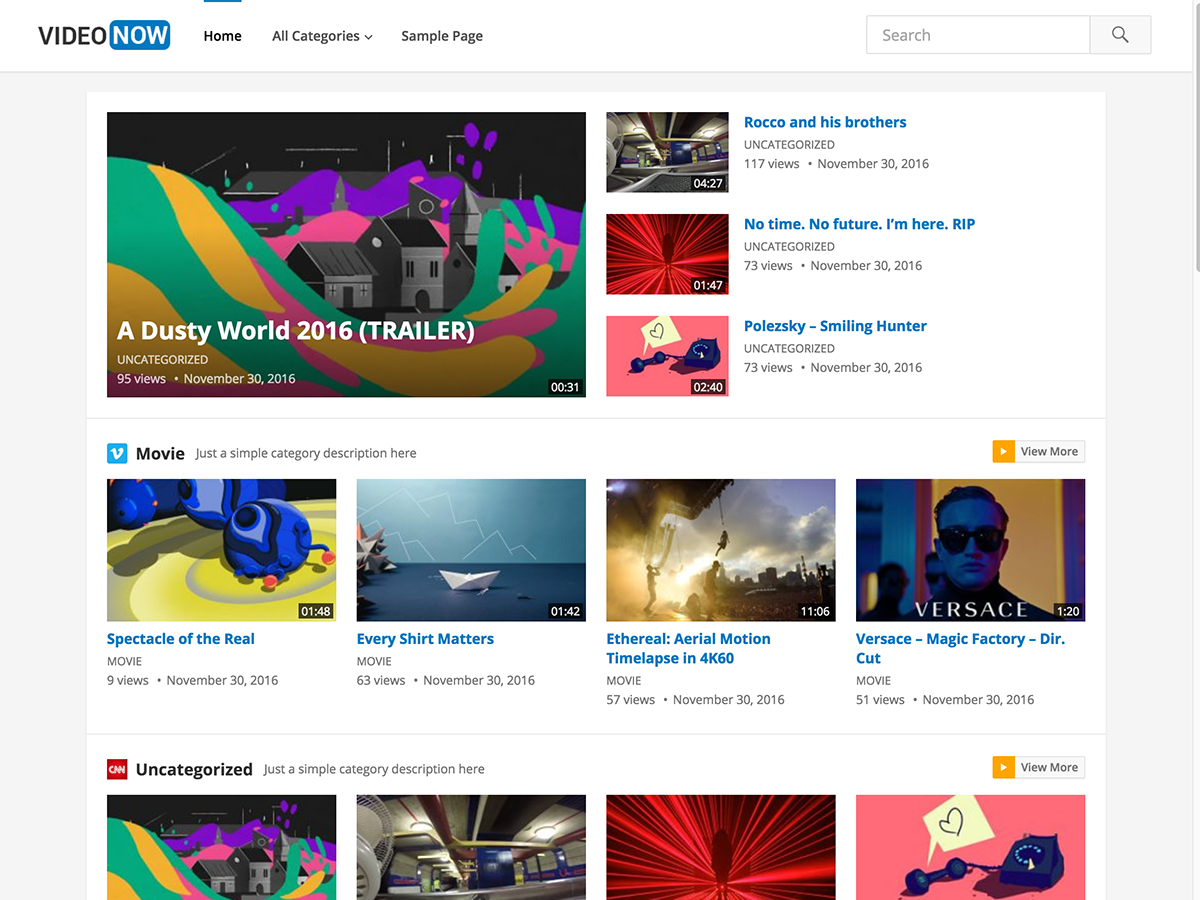 VIDEO NOW
Home
All Categories
Sample Page
Search
A Dusty World 2016 (TRAILER)
UNCATEGORIZED
95 views • November 30, 2016
00:31
04:27
Rocco and his brothers
UNCATEGORIZED
117 views • November 30, 2016
01:47
No time. No future. I’m here. RIP
UNCATEGORIZED
73 views • November 30, 2016
02:40
Polezsky – Smiling Hunter
UNCATEGORIZED
73 views • November 30, 2016
Movie
Just a simple category description here
View More
01:48
Spectacle of the Real
MOVIE
9 views • November 30, 2016
01:42
Every Shirt Matters
MOVIE
63 views • November 30, 2016
11:06
Ethereal: Aerial Motion
Timelapse in 4K60
MOVIE
57 views • November 30, 2016
VERSACE
1:20
Versace – Magic Factory – Dir.
Cut
MOVIE
51 views • November 30, 2016
CNN
Uncategorized
Just a simple category description here
View More